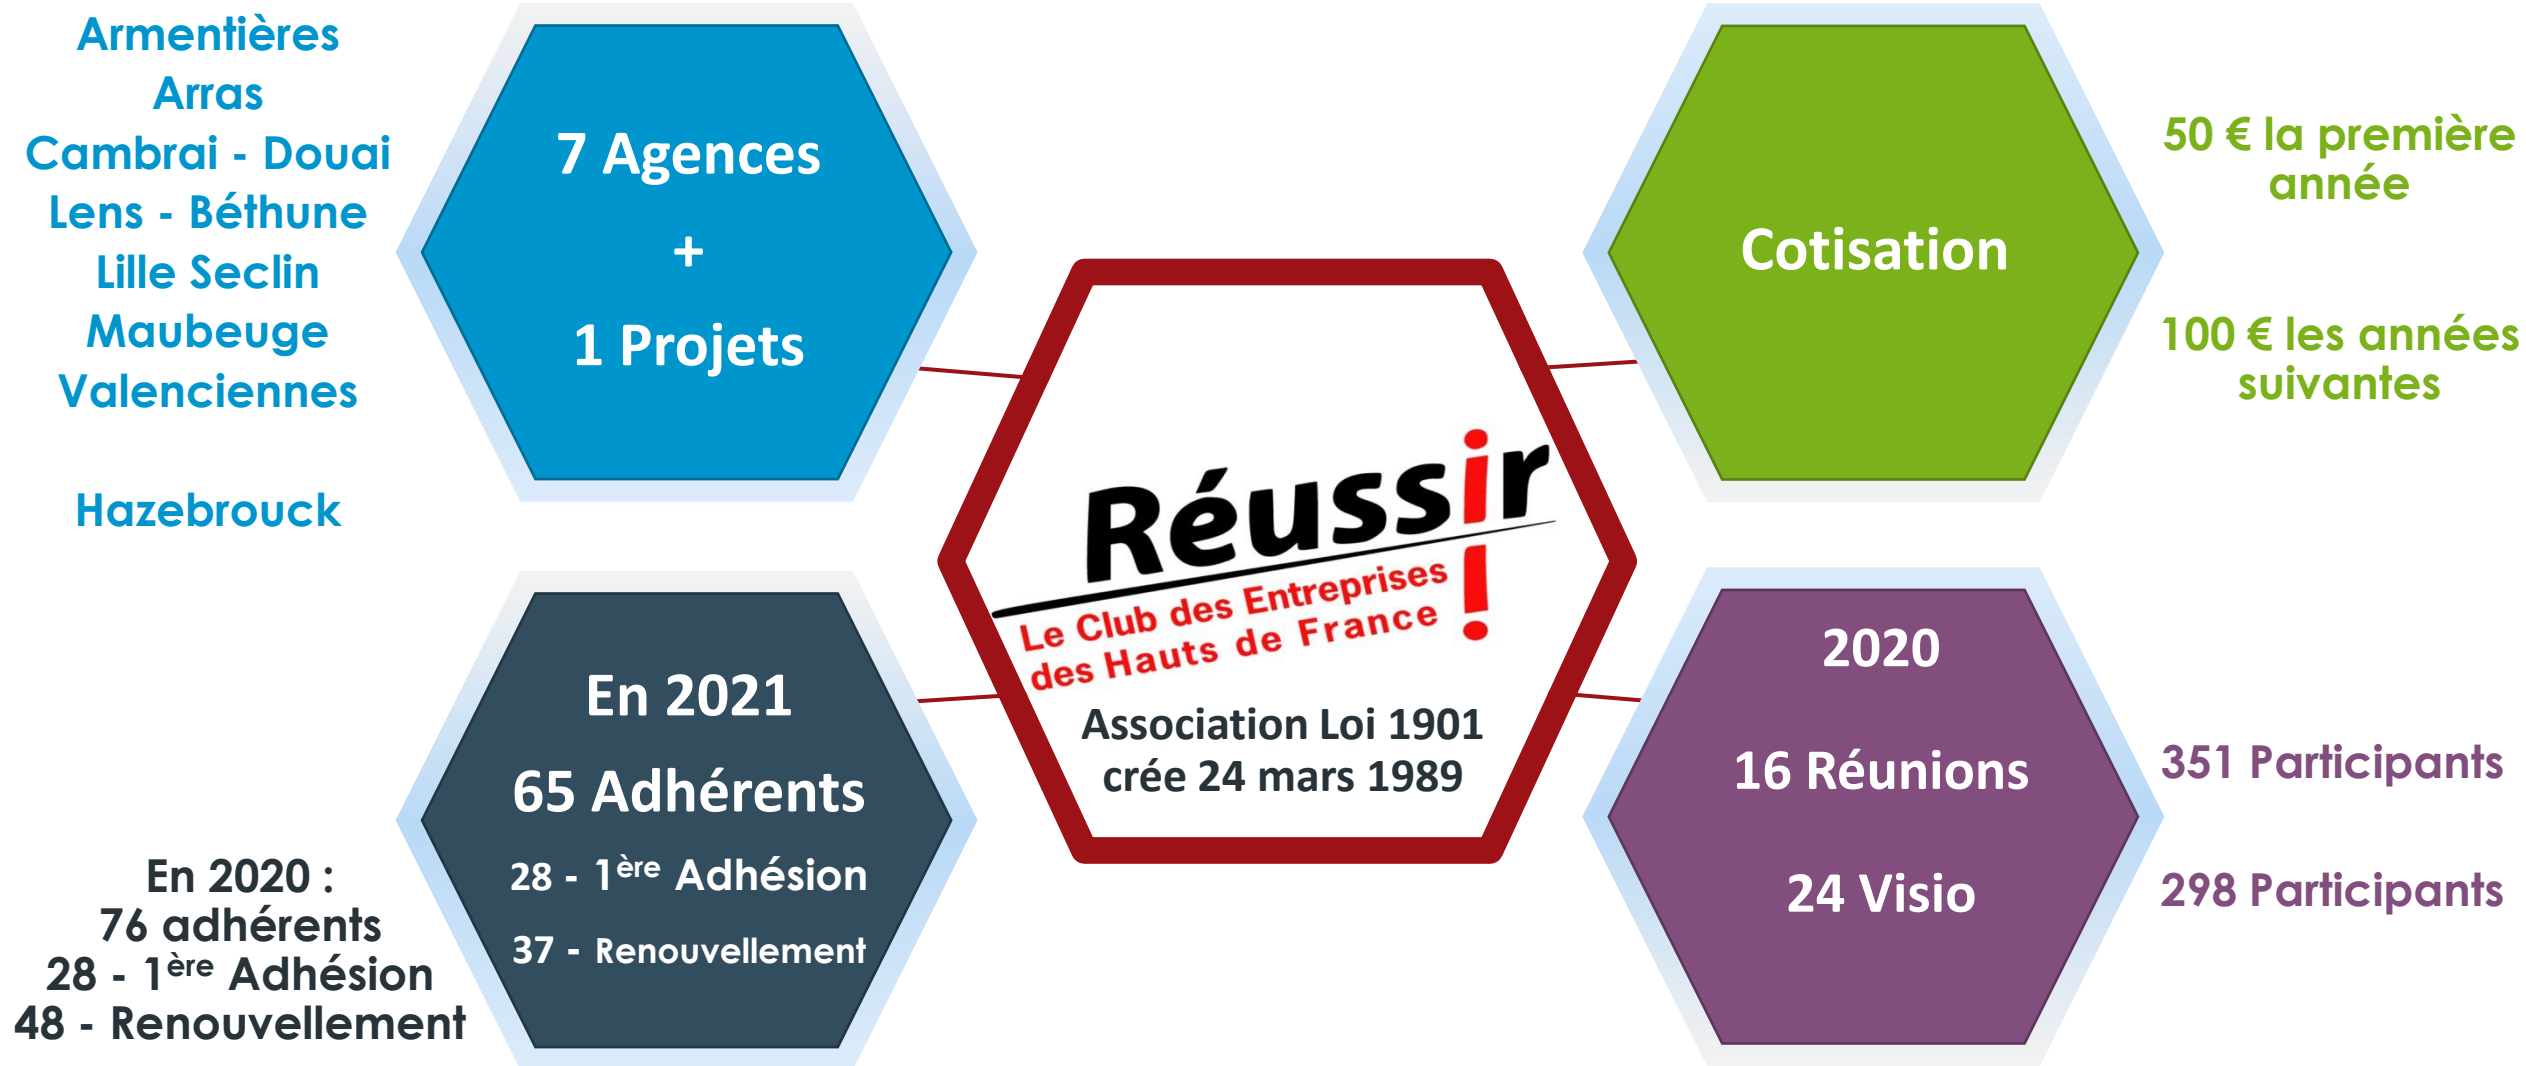 Armentières
Arras
Cambrai - Douai
Lens - Béthune
Lille Seclin
Maubeuge
Valenciennes
Hazebrouck
7 Agences
+
1 Projets
Cotisation
50 € la première
année
100 € les années
suivantes
Réussir !
Le Club des Entreprises
des Hauts de France
Association Loi 1901
crée 24 mars 1989
En 2021
65 Adhérents
28 - 1ère Adhésion
37 - Renouvellement
En 2020 :
76 adhérents
28 - 1ère Adhésion
48 - Renouvellement
2020
16 Réunions
24 Visio
351 Participants
298 Participants